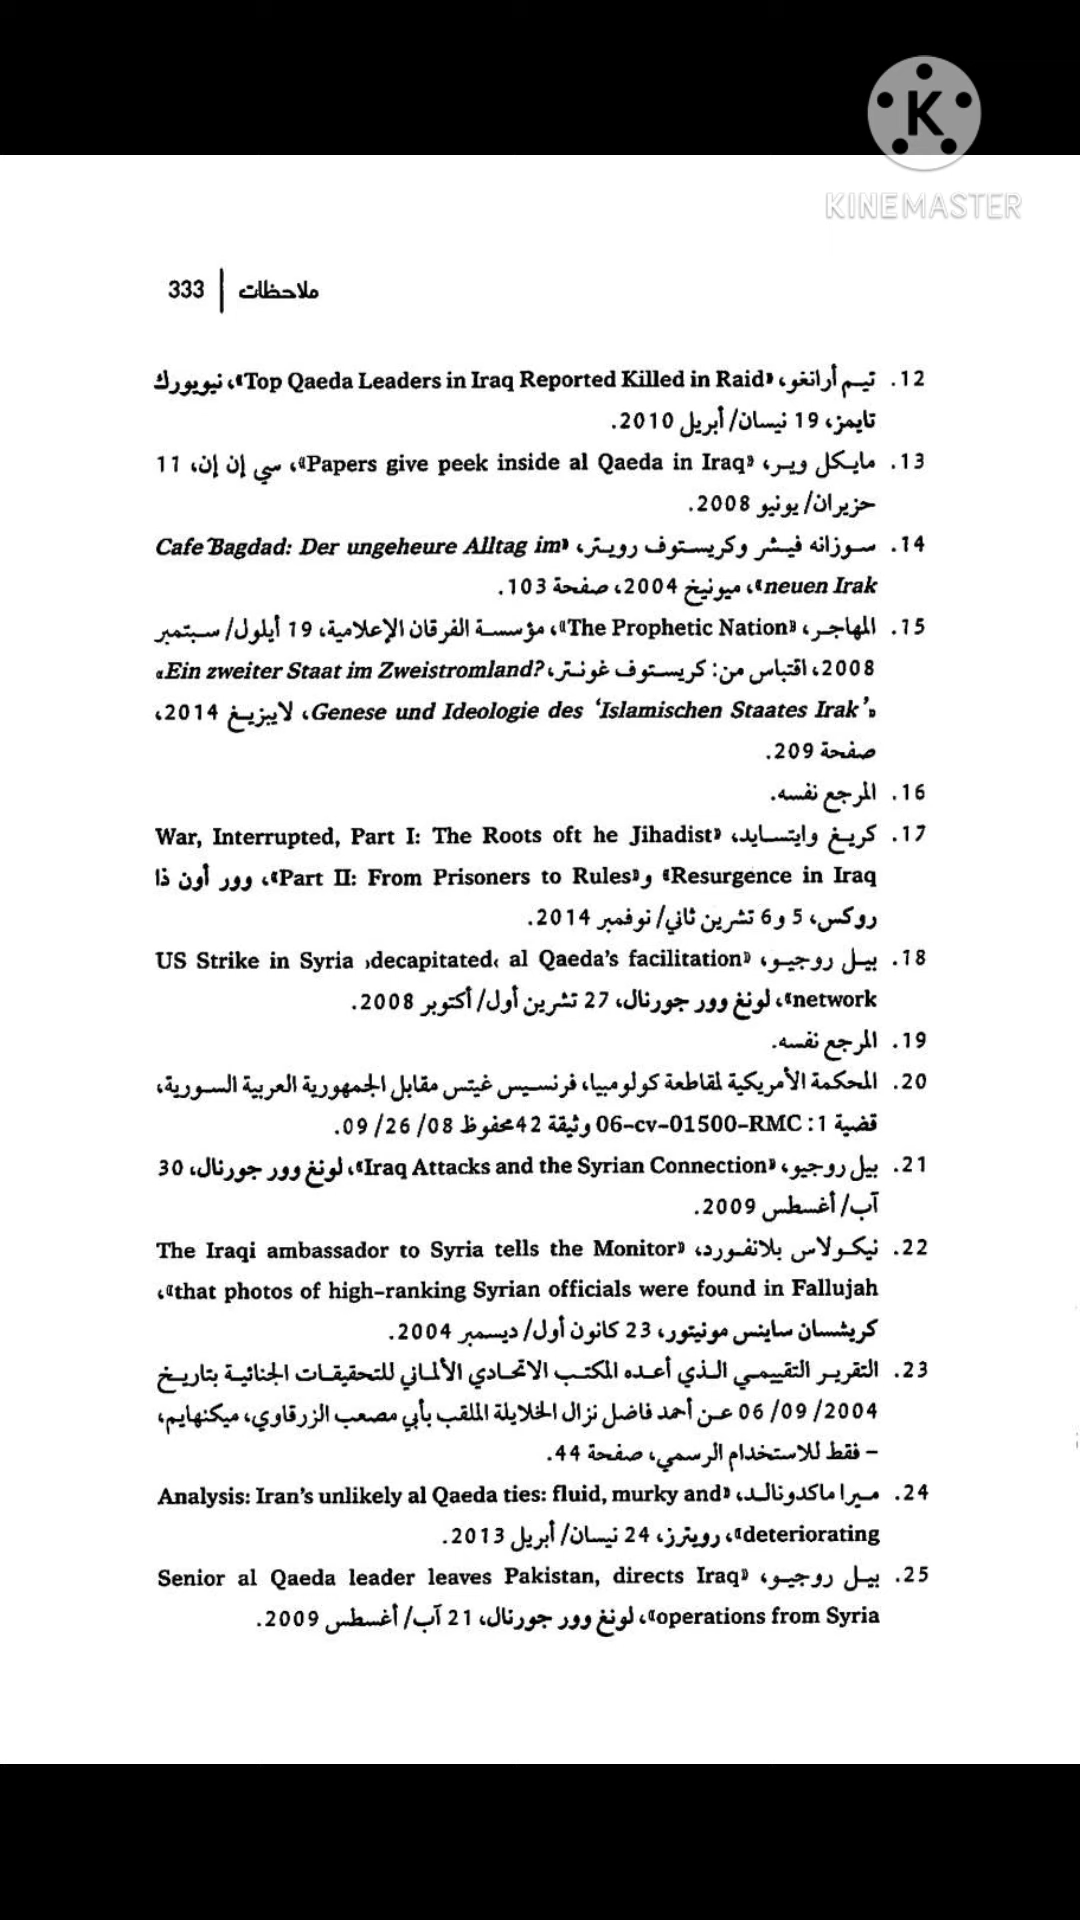 K
KINEMASTER
ملاحظات | 333
12. تيم أرانغو، «Top Qaeda Leaders in Iraq Reported Killed in Raid»، نيويورك
تايمز، 19 نيسان/ أبريل 2010.
13. مايكل وير، «Papers give peek inside al Qaeda in Iraq»، سي إن إن، 11
حزيران/ يونيو 2008.
14. سوزانه فيشر وكريستوف رويتر، «Cafe Bagdad: Der ungeheure Alltag im
neuen Irak»، ميونيخ 2004، صفحة 103.
15. المهاجر، «The Prophetic Nation»، مؤسسة الفرقان الإعلامية، 19 أيلول/ سبتمبر
2008، اقتباس من: كريستوف غونتر، «Ein zweiter Staat im Zweistromland?
Genese und Ideologie des ‘Islamischen Staates Irak’»، لايبزيغ 2014،
صفحة 209.
16. المرجع نفسه.
17. كريغ وايتسايد، «War, Interrupted, Part I: The Roots oft he Jihadist
Resurgence in Iraq» و«Part II: From Prisoners to Rules»، وور أون ذا
روكس، 5 و6 تشرين ثاني/ نوفمبر 2014.
18. بيل روجيو، «US Strike in Syria ›decapitated‹ al Qaeda’s facilitation
network»، لونغ وور جورنال، 27 تشرين أول/ أكتوبر 2008.
19. المرجع نفسه.
20. المحكمة الأمريكية لمقاطعة كولومبيا، فرنسيس غيتس مقابل الجمهورية العربية السورية،
قضية 1: 06-cv-01500-RMC وثيقة 42 محفوظ 08/ 26/ 09.
21. بيل روجيو، «Iraq Attacks and the Syrian Connection»، لونغ وور جورنال، 30
آب/ أغسطس 2009.
22. نيكولاس بلانفورد، «The Iraqi ambassador to Syria tells the Monitor
that photos of high-ranking Syrian officials were found in Fallujah»،
كريشسان ساينس مونيتور، 23 كانون أول/ ديسمبر 2004.
23. التقرير التقييمي الذي أعده المكتب الاتحادي الألماني للتحقيقات الجنائية بتاريخ
2004/ 09/ 06 عن أحمد فاضل نزال الخلايلة الملقب بأبي مصعب الزرقاوي، ميكنهايم،
– فقط للاستخدام الرسمي، صفحة 44.
24. ميرا ماكدونالد، «Analysis: Iran’s unlikely al Qaeda ties: fluid, murky and
deteriorating»، رويترز، 24 نيسان/ أبريل 2013.
25. بيل روجيو، «Senior al Qaeda leader leaves Pakistan, directs Iraq
operations from Syria»، لونغ وور جورنال، 21 آب/ أغسطس 2009.